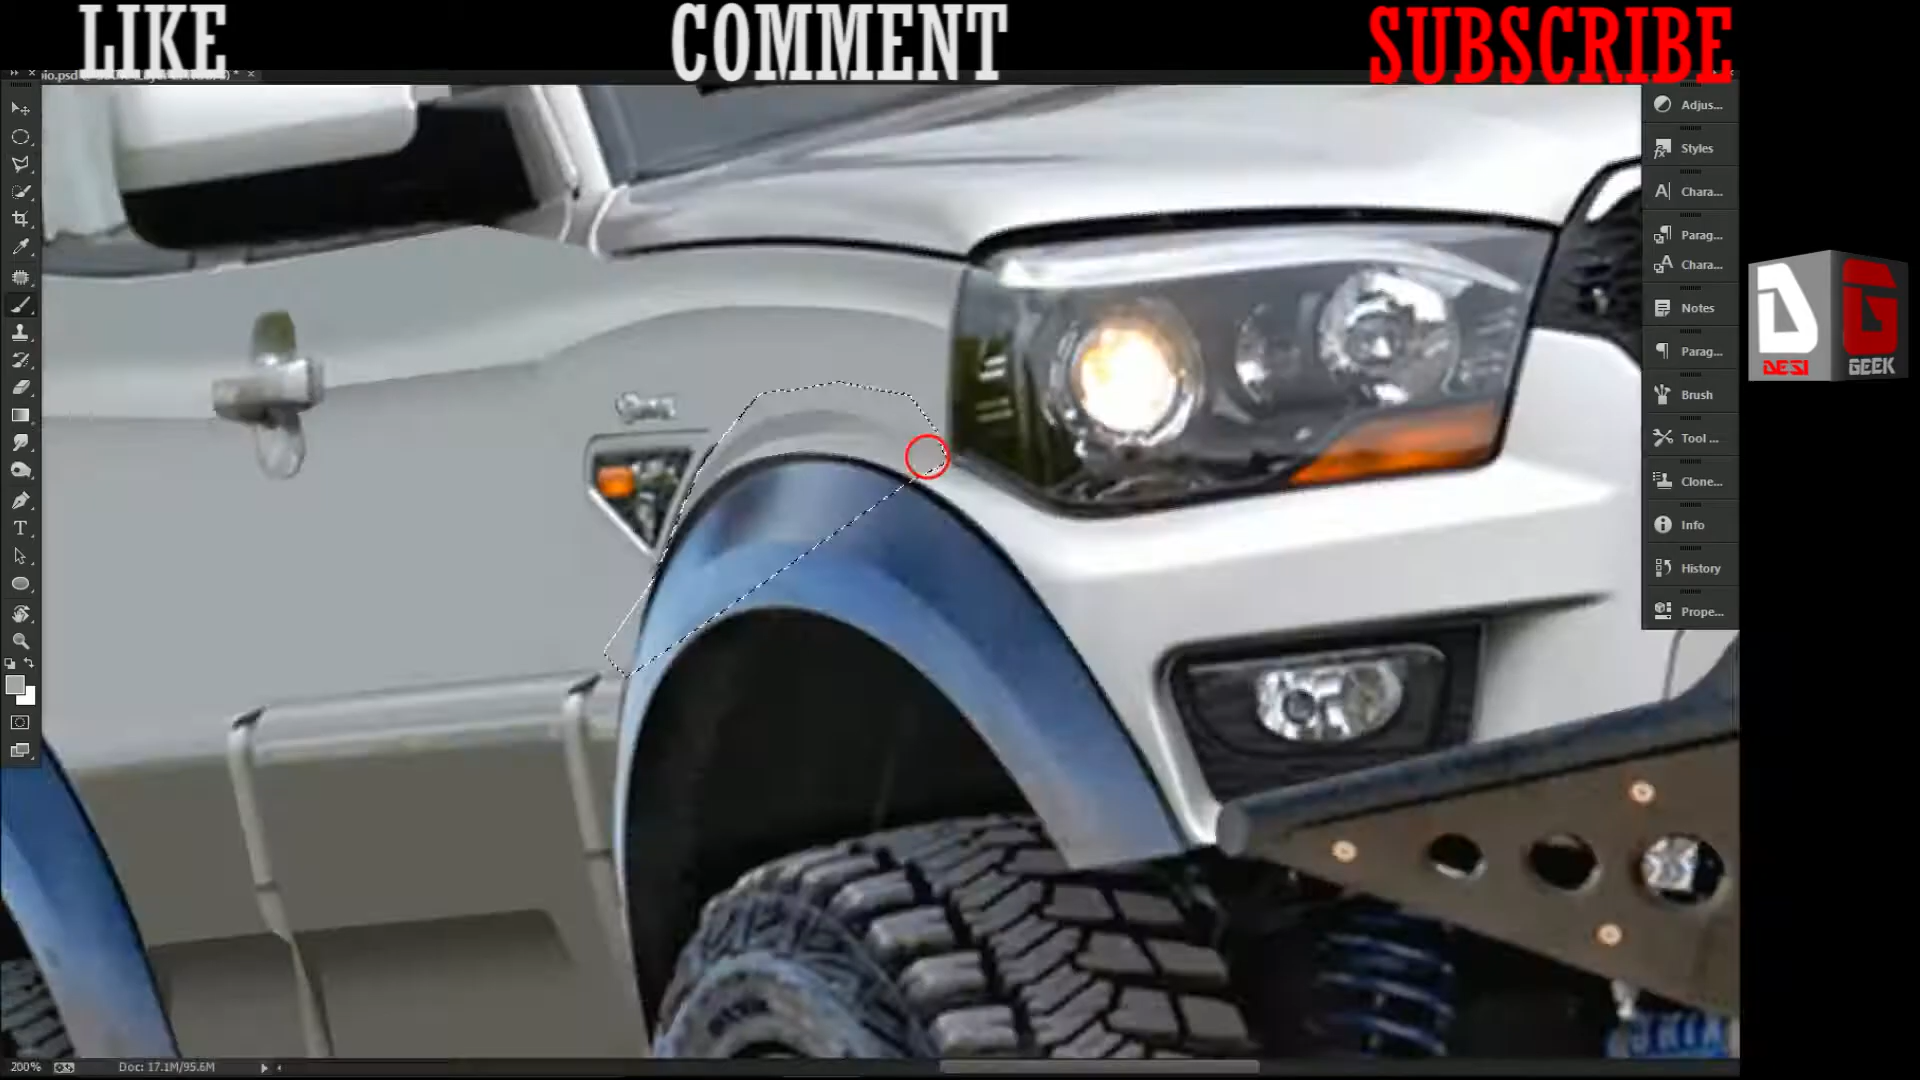 LIKE
COMMENT
SUBSCRIBE
Adjus...
Styles
Chara...
Parag...
Chara...
Notes
Parag...
Brush
Tool ...
Clone...
Info
History
Prope...
D G
DESI GEEK
200%
Doc: 17.1M/95.6M